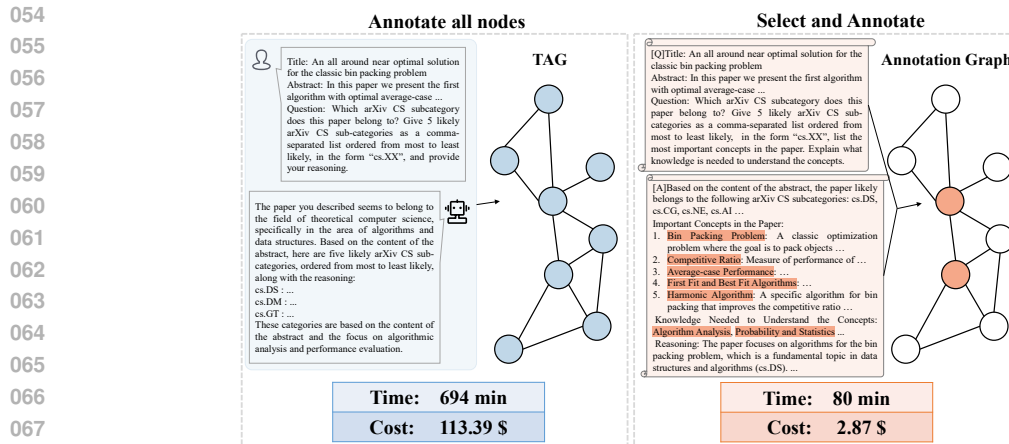 054
055
056
057
058
059
060
061
062
063
064
065
066
067
Annotate all nodes
Title: An all around near optimal solution
for the classic bin packing problem
Abstract: In this paper we present the first
algorithm with optimal average-case ...
Question: Which arXiv CS subcategory does
this paper belong to? Give 5 likely
arXiv CS sub-categories as a comma-
separated list ordered from most to least
likely, in the form “cs.XX”, and provide
your reasoning.
TAG
The paper you described seems to belong to
the field of theoretical computer science,
specifically in the area of algorithms and
data structures. Based on the content of the
abstract, here are five likely arXiv CS sub-
categories, ordered from most to least likely,
along with the reasoning:
cs.DS : ...
cs.DM : ...
cs.GT : ...
These categories are based on the content of
the abstract and the focus on algorithmic
analysis and performance evaluation.
Time: 694 min
Cost: 113.39 $
Select and Annotate
[Q]Title: An all around near optimal solution for the
classic bin packing problem
Abstract: In this paper we present the first algorithm
with optimal average-case ...
Question: Which arXiv CS subcategory does this
paper belong to? Give 5 likely arXiv CS sub-
categories as a comma-separated list ordered from
most to least likely, in the form “cs.XX”, list the
most important concepts in the paper. Explain what
knowledge is needed to understand the concepts.
Annotation Graph
[A]Based on the content of the abstract, the paper likely
belongs to the following arXiv CS subcategories: cs.DS,
cs.CG, cs.NE, cs.AI ...
Important Concepts in the Paper:
1. Bin Packing Problem: A classic optimization
problem where the goal is to pack objects ...
2. Competitive Ratio: Measure of performance of ...
3. Average-case Performance: ...
4. First Fit and Best Fit Algorithms: ...
5. Harmonic Algorithm: A specific algorithm for bin
packing that improves the competitive ratio ...
Knowledge Needed to Understand the Concepts:
Algorithm Analysis, Probability and Statistics ...
Reasoning: The paper focuses on algorithms for the bin
packing problem, which is a fundamental topic in data
structures and algorithms (cs.DS). ...
Time: 80 min
Cost: 2.87 $